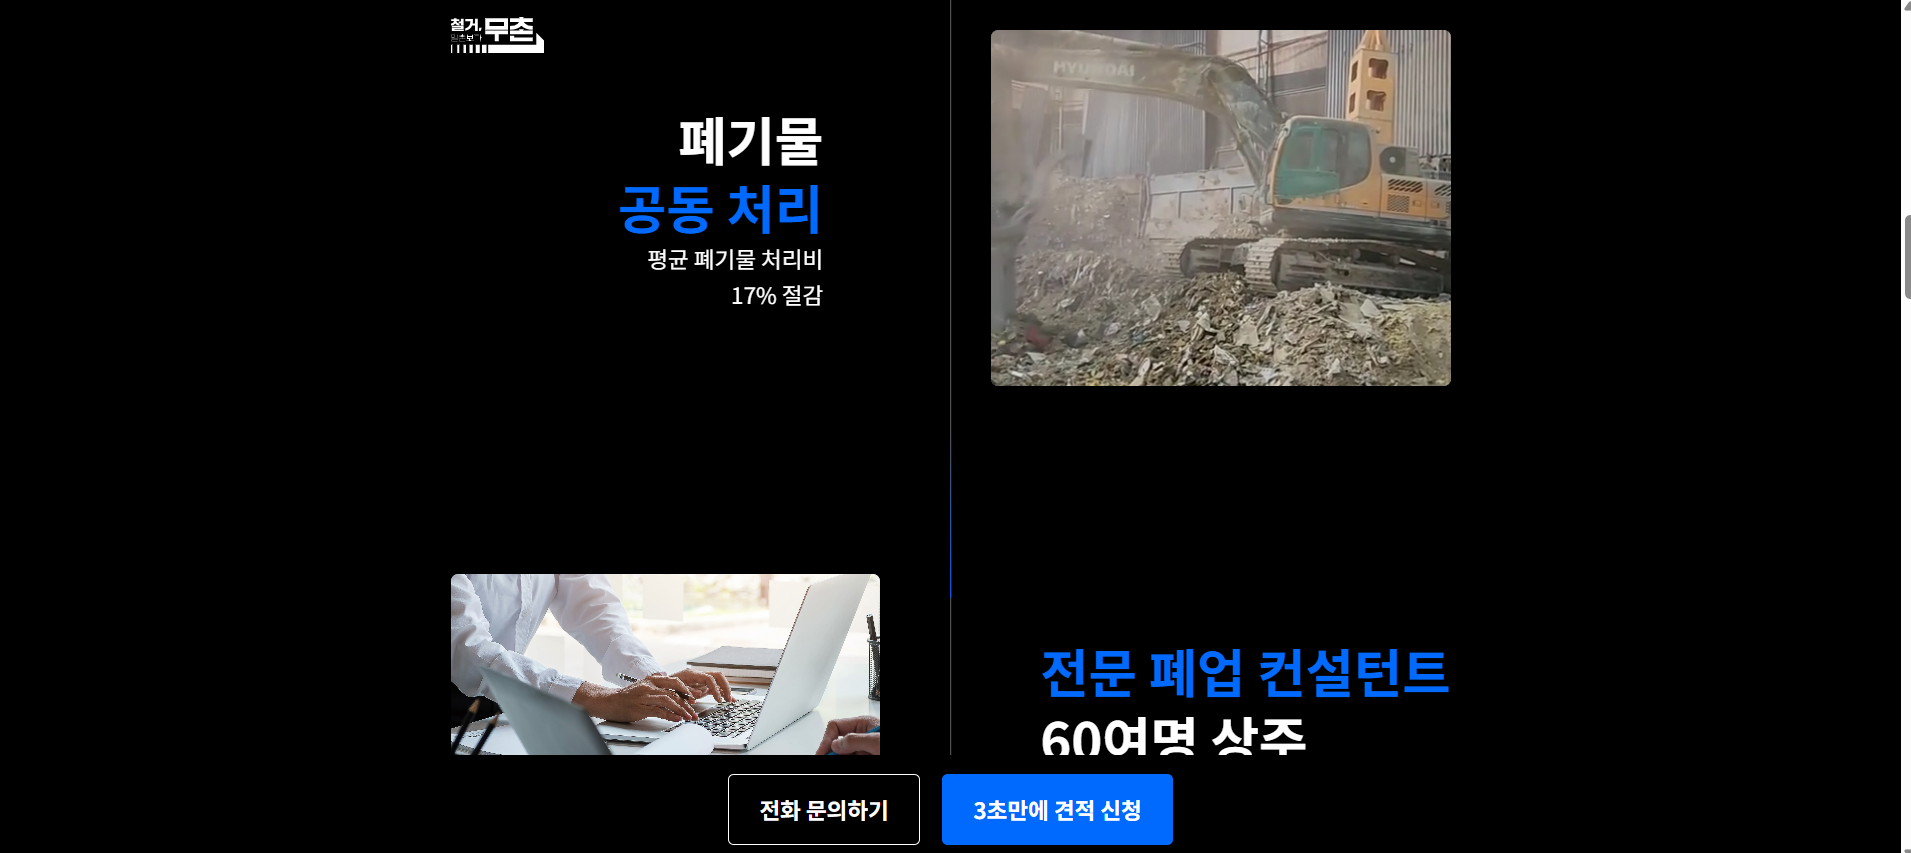 철거,
무촌
폐기물
공동 처리
평균 폐기물 처리비
17% 절감
전문 폐업 컨설턴트
60여명 상주
전화 문의하기
3초만에 견적 신청